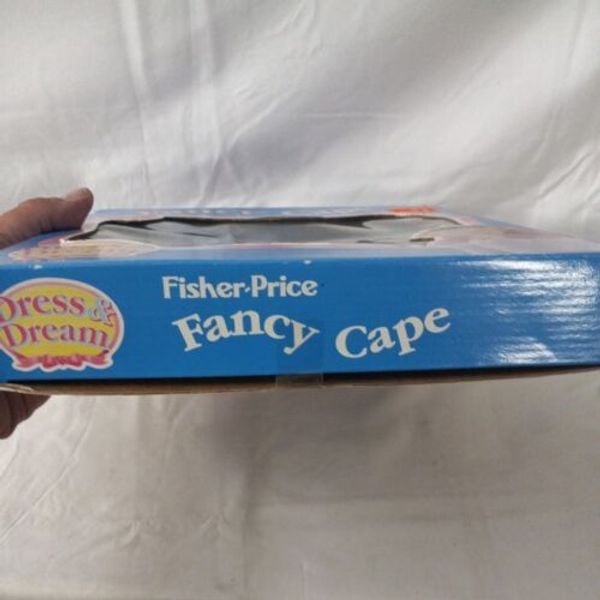 Dress &
Dream
Fisher-Price
Fancy Cape